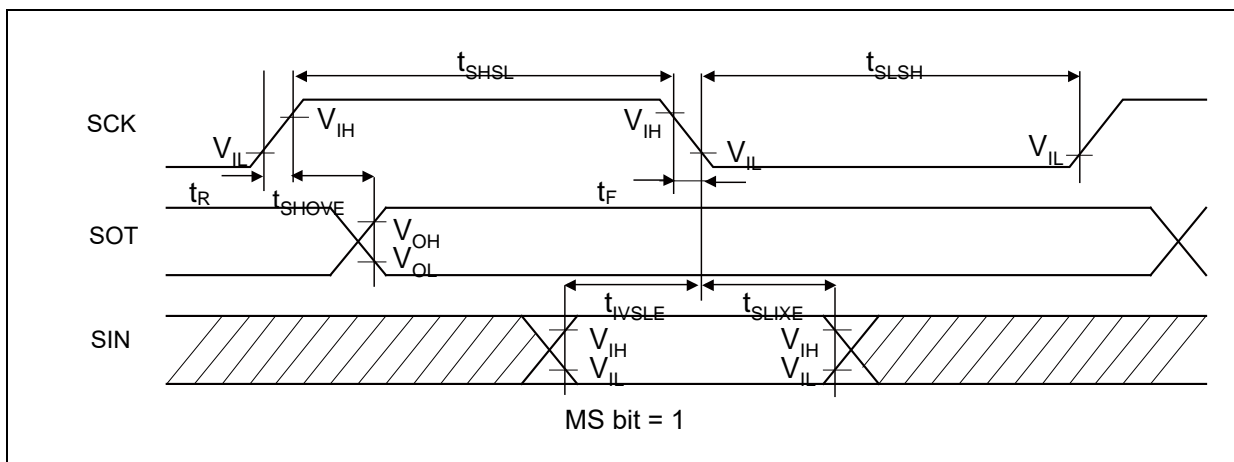 tSHSL
tSLSH
SCK
VIH
VIH
VIL
VIL
VIL
tR
tSHOVE
tF
SOT
VOH
VOL
tIVSLE
tSLIXE
SIN
VIH
VIH
VIL
VIL
MS bit = 1